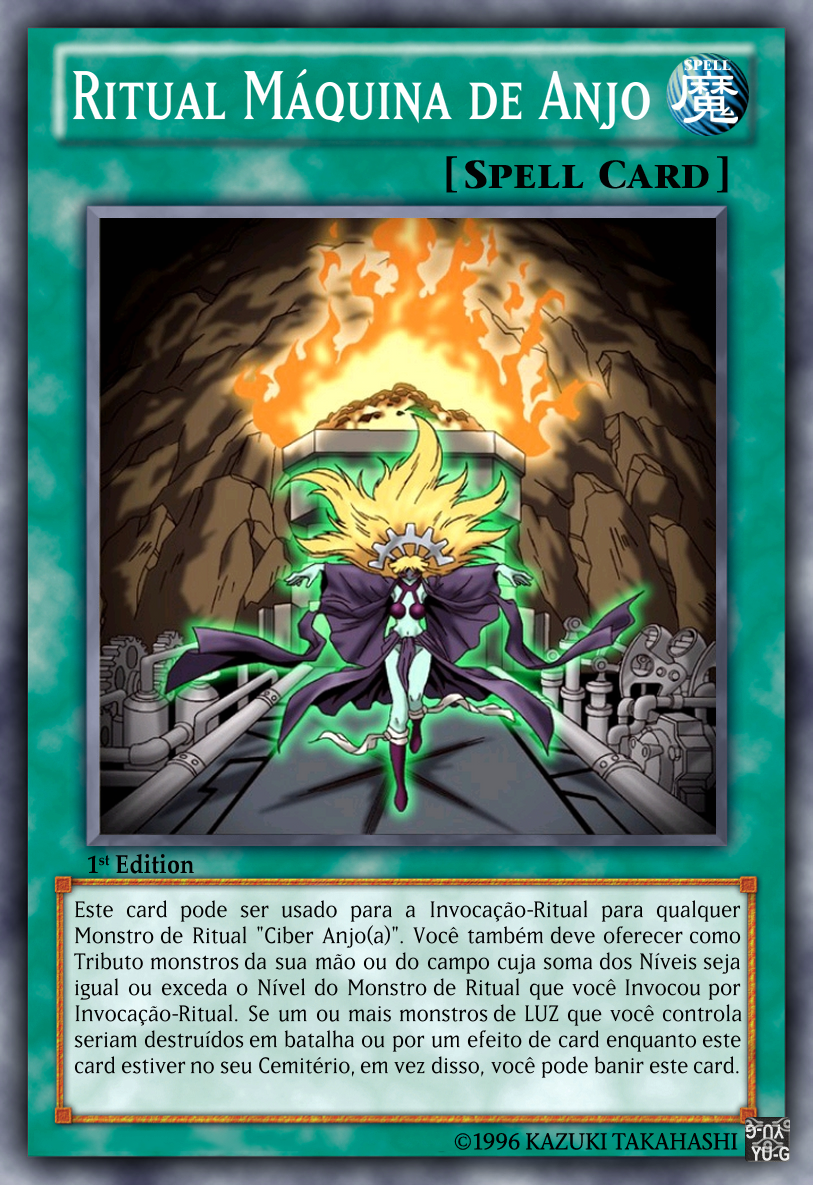 Ritual Máquina de Anjo
SPELL
魔
[Spell Card]
1st Edition
Este card pode ser usado para a Invocação-Ritual para qualquer
Monstro de Ritual "Ciber Anjo(a)". Você também deve oferecer como
Tributo monstros da sua mão ou do campo cuja soma dos Níveis seja
igual ou exceda o Nível do Monstro de Ritual que você Invocou por
Invocação-Ritual. Se um ou mais monstros de LUZ que você controla
seriam destruídos em batalha ou por um efeito de card enquanto este
card estiver no seu Cemitério, em vez disso, você pode banir este card.
©1996 KAZUKI TAKAHASHI
YU-G
YU-G